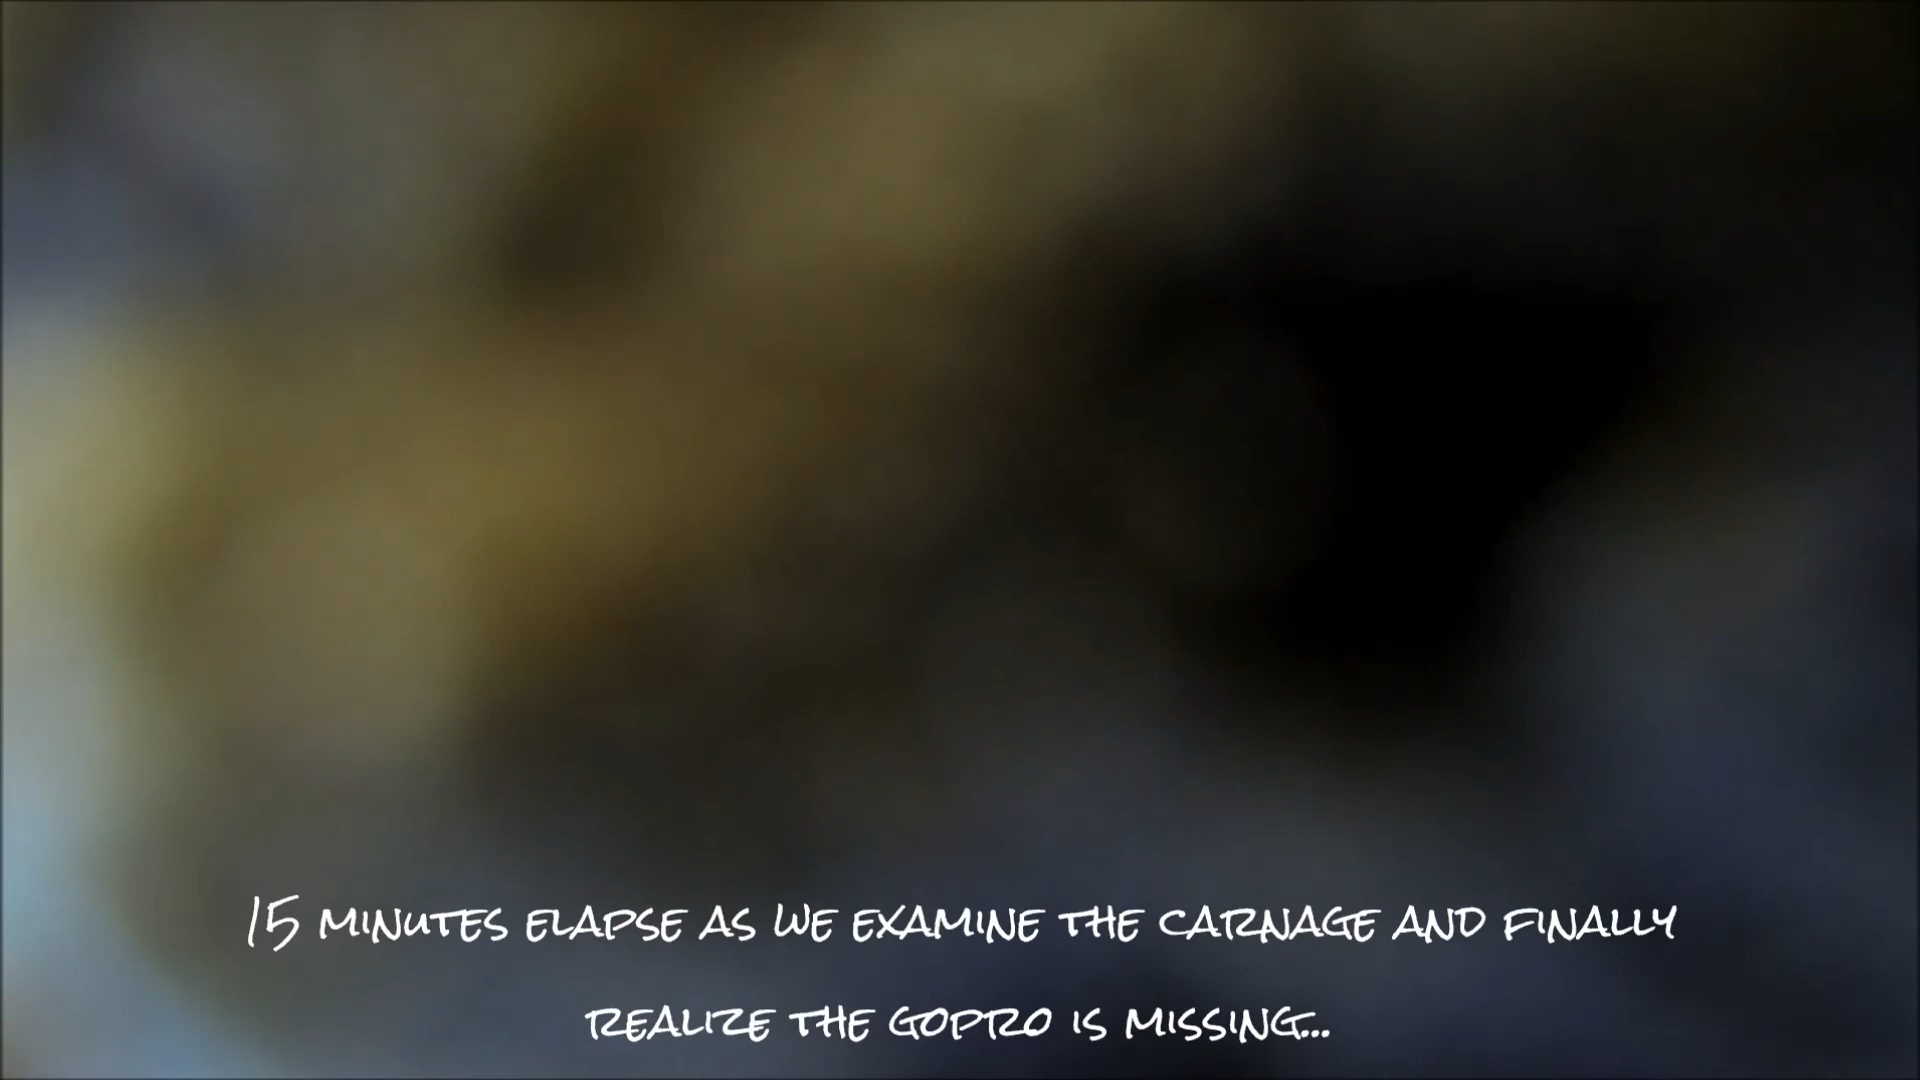 15 MINUTES ELAPSE AS WE EXAMINE THE CARNAGE AND FINALLY
REALIZE THE GOPRO IS MISSING...